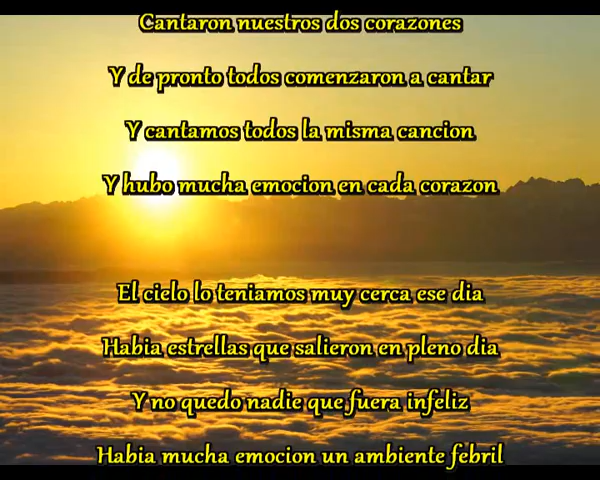 Cantaron nuestros dos corazones
Y de pronto todos comenzaron a cantar
Y cantamos todos la misma cancion
Y hubo mucha emocion en cada corazon
El cielo lo teniamos muy cerca ese dia
Habia estrellas que salieron en pleno dia
Y no quedo nadie que fuera infeliz
Habia mucha emocion un ambiente febril